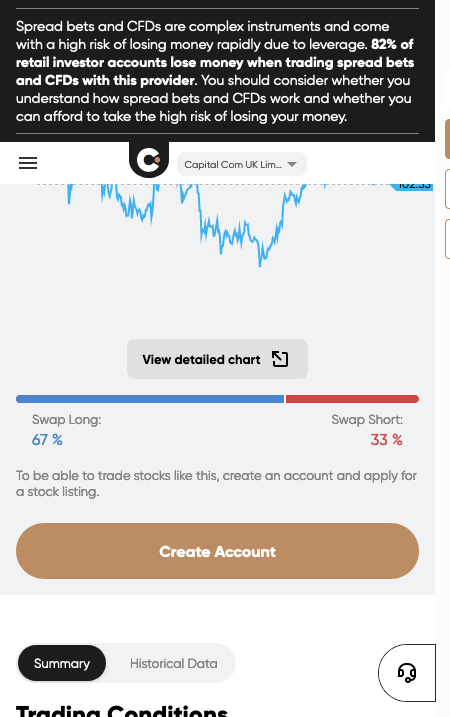 Spread bets and CFDs are complex instruments and come
with a high risk of losing money rapidly due to leverage. 82% of
retail investor accounts lose money when trading spread bets
and CFDs with this provider. You should consider whether you
understand how spread bets and CFDs work and whether you
can afford to take the high risk of losing your money.
Capital Com UK Lim...
102.55
View detailed chart
Swap Long:
Swap Short:
67 %
33 %
To be able to trade stocks like this, create an account and apply for
a stock listing.
Create Account
Summary
Historical Data
Trading Conditions